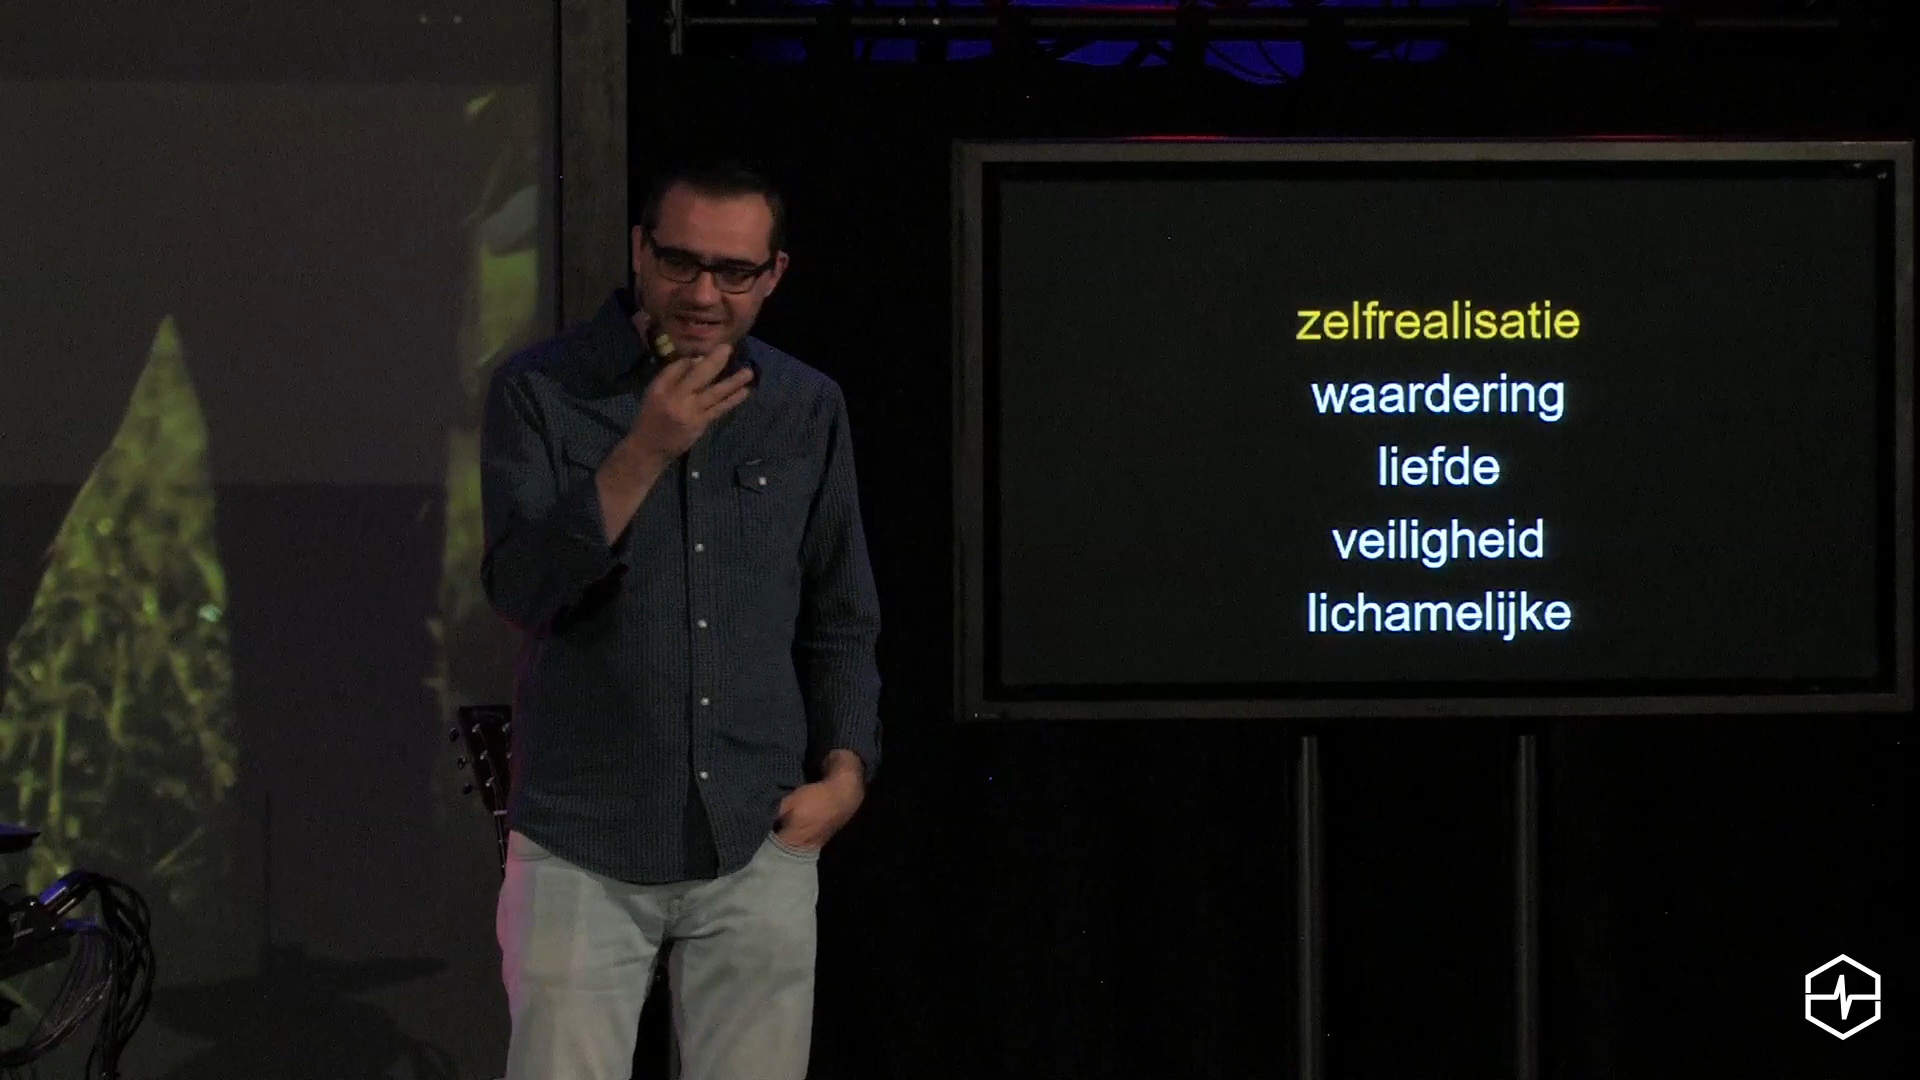 zelfrealisatie
waardering
liefde
veiligheid
lichamelijke